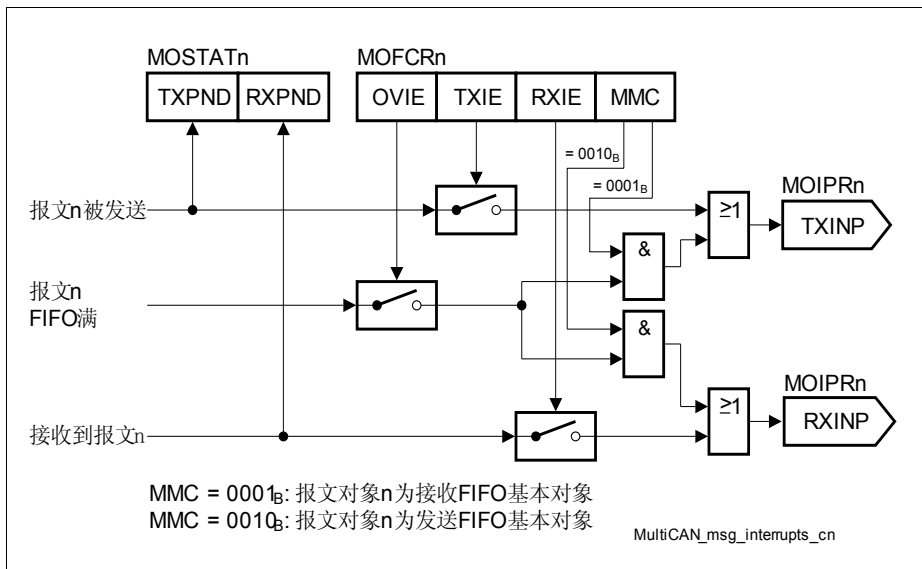 MOSTATn
MOFCRn
TXPND RXPND
OVIE TXIE RXIE MMC
= 0010B
= 0001B
报文n被发送
≥1
MOIPRn
TXINP
&
报文n
FIFO满
&
MOIPRn
≥1
RXINP
接收到报文n
MMC = 0001B: 报文对象n为接收FIFO基本对象
MMC = 0010B: 报文对象n为发送FIFO基本对象
MultiCAN_msg_interrupts_cn